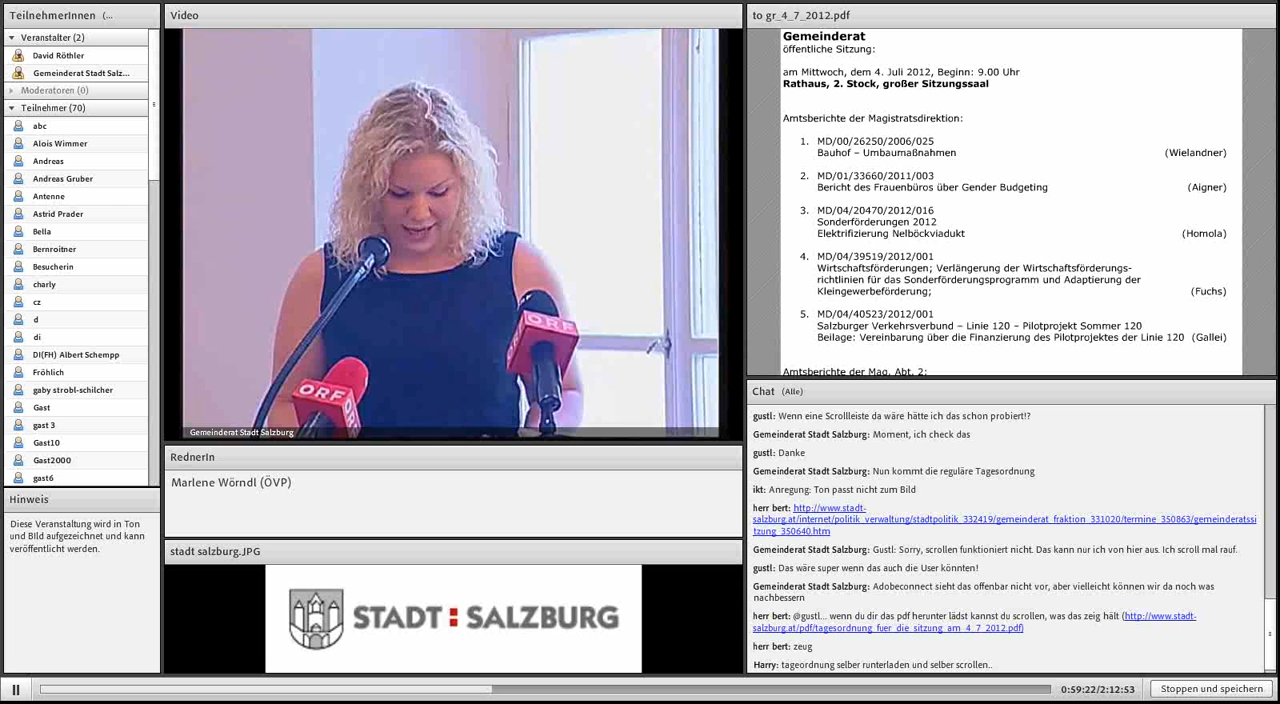 TeilnehmerInnen (...
Veranstalter (2)
David Röthler
Gemeinderat Stadt Salz...
Moderatoren (0)
Teilnehmer (70)
abc
Alois Wimmer
Andreas
Andreas Gruber
Antenne
Astrid Prader
Bella
Bernroitner
Besucherin
charly
cz
d
di
DI(FH) Albert Schempp
Fröhlich
gaby strobl-schilcher
Gast
gast 3
Gast10
Gast2000
gast6
Hinweis
Diese Veranstaltung wird in Ton
und BIld aufgezeichnet und kann
veröffentlicht werden.
Video
ORF
ORF
ORF
Gemeinderat Stadt Salzburg
RednerIn
Marlene Wörndl (ÖVP)
stadt salzburg.JPG
STADT : SALZBURG
to gr_4_7_2012.pdf
Gemeinderat
öffentliche Sitzung:
am Mittwoch, dem 4. Juli 2012, Beginn: 9.00 Uhr
Rathaus, 2. Stock, großer Sitzungssaal
Amtsberichte der Magistratsdirektion:
1. MD/00/26250/2006/025
Bauhof – Umbaumaßnahmen (Wielandner)
2. MD/01/33660/2011/003
Bericht des Frauenbüros über Gender Budgeting (Aigner)
3. MD/04/20470/2012/016
Sonderförderungen 2012
Elektrifizierung Nelböckviadukt (Homola)
4. MD/04/39519/2012/001
Wirtschaftsförderungen; Verlängerung der Wirtschaftsförderungs-
richtlinien für das Sonderförderungsprogramm und Adaptierung der
Kleingewerbeförderung; (Fuchs)
5. MD/04/40523/2012/001
Salzburger Verkehrsverbund – Linie 120 – Pilotprojekt Sommer 120
Beilage: Vereinbarung über die Finanzierung des Pilotprojektes der Linie 120 (Gallei)
Amtsberichte der Mag. Abt. 2:
Chat (Alle)
gustl: Wenn eine Scrollleiste da wäre hätte ich das schon probiert!?
Gemeinderat Stadt Salzburg: Moment, ich check das
gustl: Danke
Gemeinderat Stadt Salzburg: Nun kommt die reguläre Tagesordnung
ikt: Anregung: Ton passt nicht zum Bild
herr bert: http://www.stadt-
salzburg.at/internet/politik_verwaltung/stadtpolitik_332419/gemeinderat_fraktion_331020/termine_350863/gemeinderatssi
tzung_350640.htm
Gemeinderat Stadt Salzburg: Gustl: Sorry, scrollen funktioniert nicht. Das kann nur ich von hier aus. Ich scroll mal rauf.
gustl: Das wäre super wenn das auch die User könnten!
Gemeinderat Stadt Salzburg: Adobeconnect sieht das offenbar nicht vor, aber vielleicht können wir da noch was
nachbessern
herr bert: @gustl... wenn du dir das pdf herunter lädst kannst du scrollen, was das zeig hält (http://www.stadt-
salzburg.at/pdf/tagesordnung_fuer_die_sitzung_am_4_7_2012.pdf)
herr bert: zeug
Harry: tageordnung selber runterladen und selber scrollen..
0:59:22/2:12:53
Stoppen und speichern